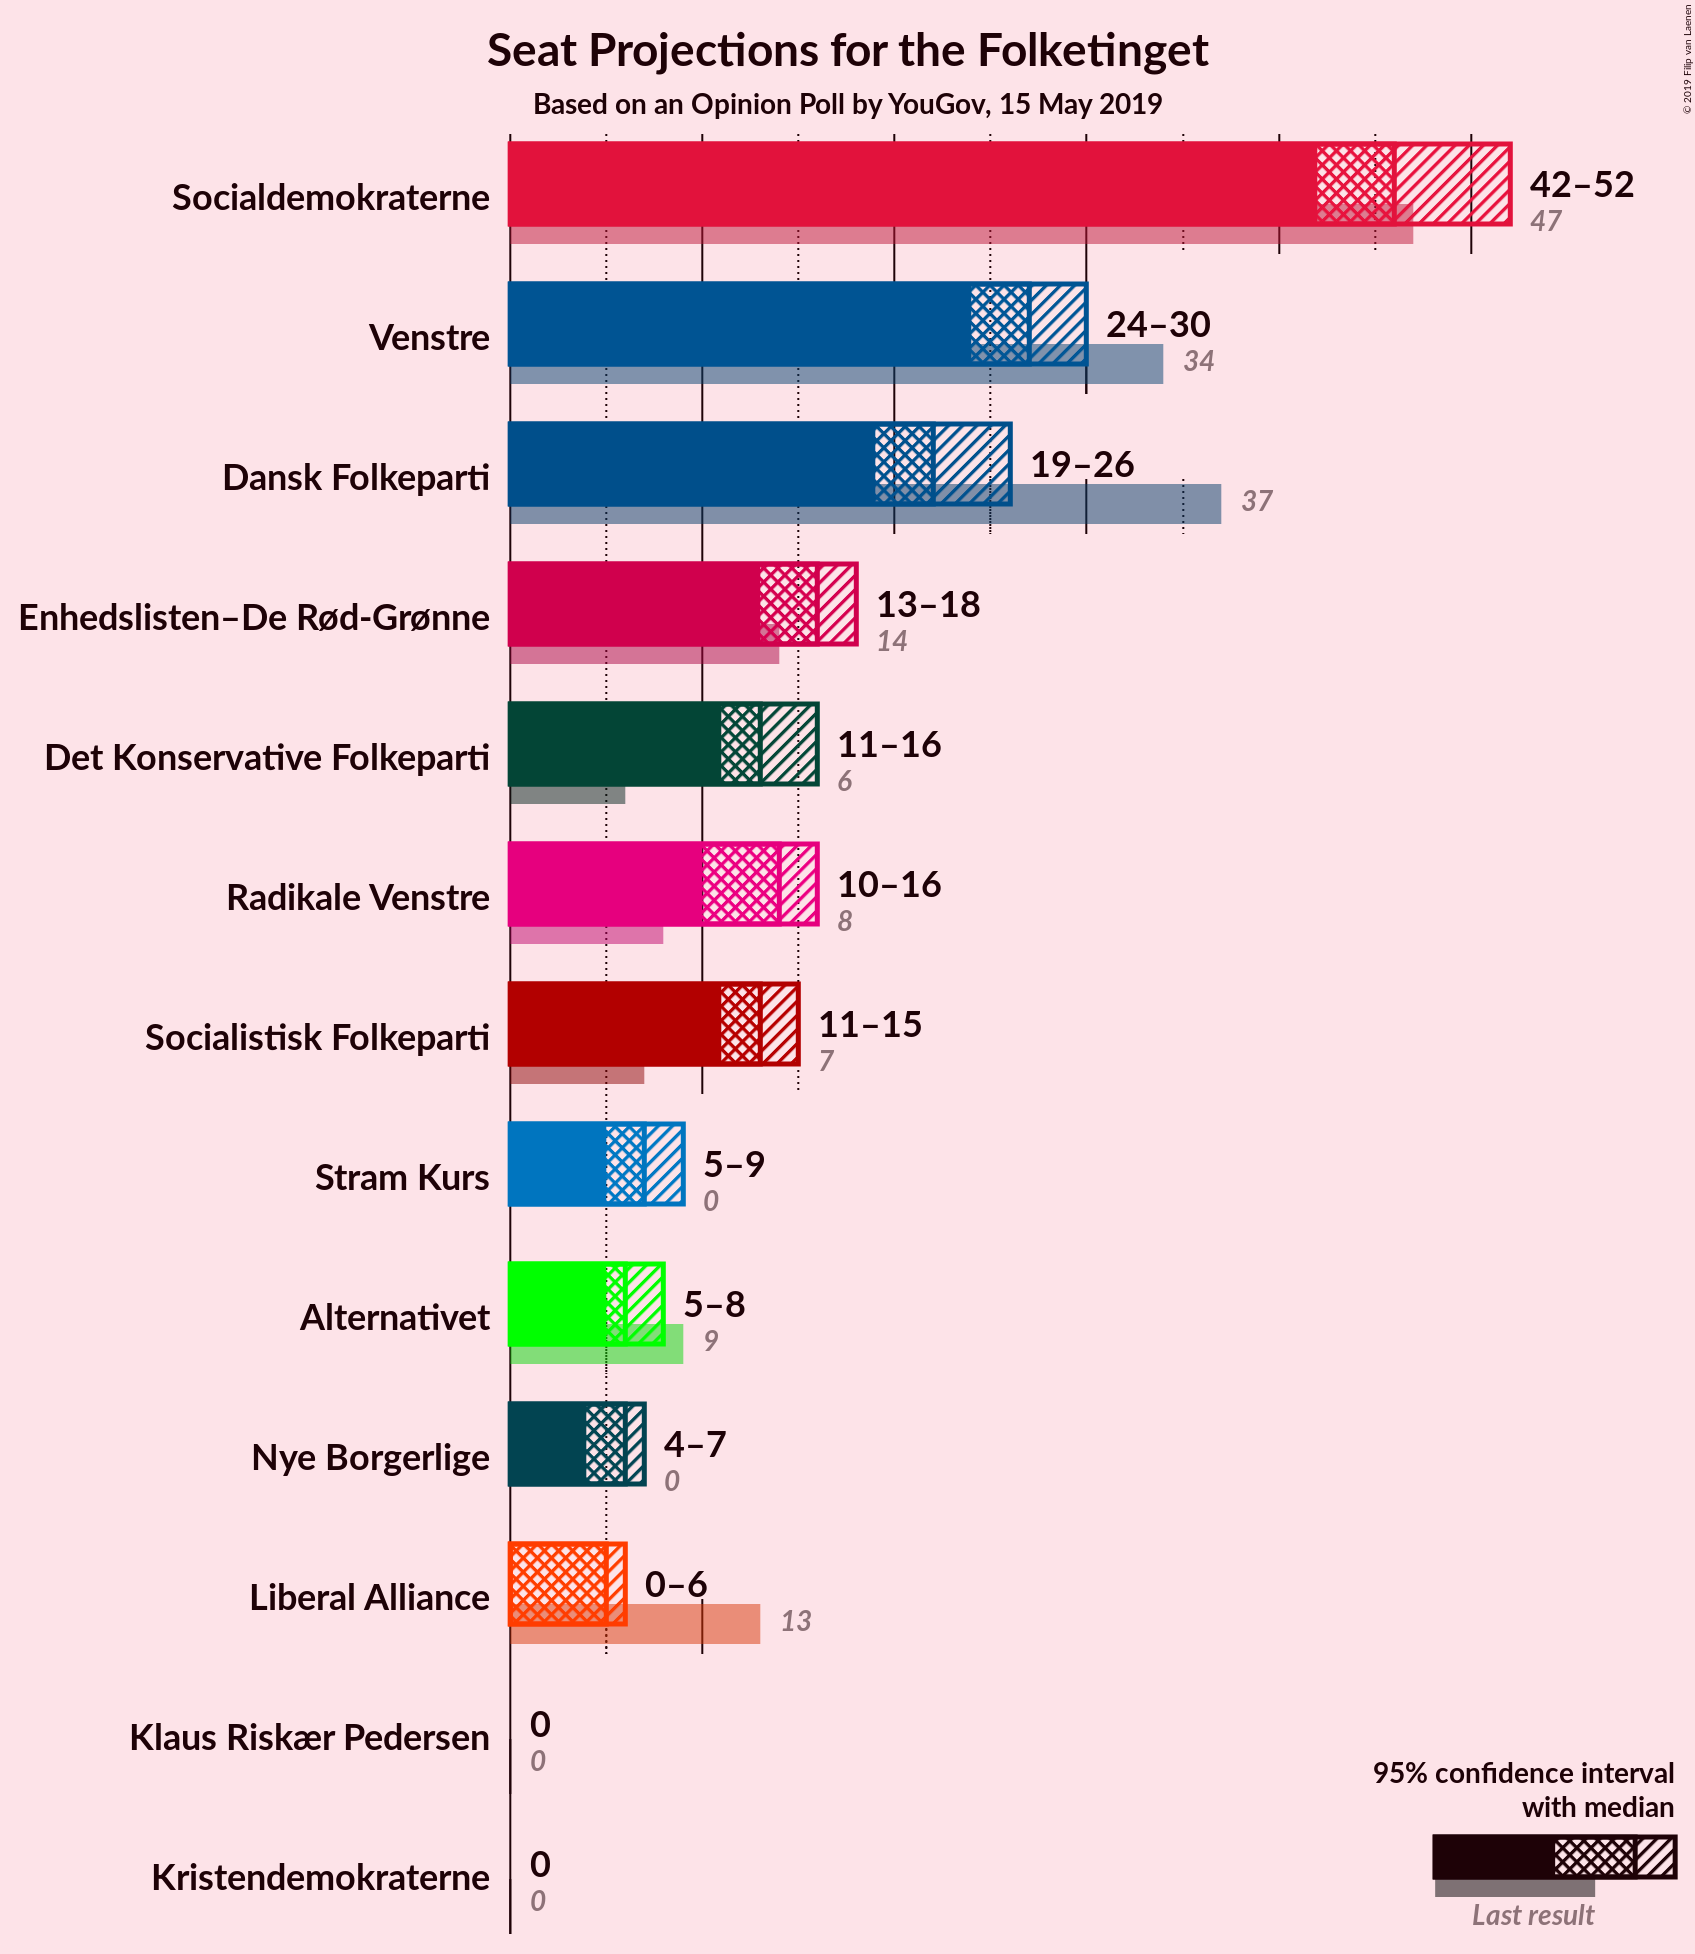 Seat Projections for the Folketinget
Based on an Opinion Poll by YouGov, 15 May 2019
© 2019 Filip van Laenen
Socialdemokraterne
42–52
47
Venstre
24–30
34
Dansk Folkeparti
19–26
37
Enhedslisten–De Rød-Grønne
13–18
14
Det Konservative Folkeparti
11–16
6
Radikale Venstre
10–16
8
Socialistisk Folkeparti
11–15
7
Stram Kurs
5–9
0
Alternativet
5–8
9
Nye Borgerlige
4–7
0
Liberal Alliance
0–6
13
Klaus Riskær Pedersen
0
0
Kristendemokraterne
0
0
95% confidence interval
with median
Last result